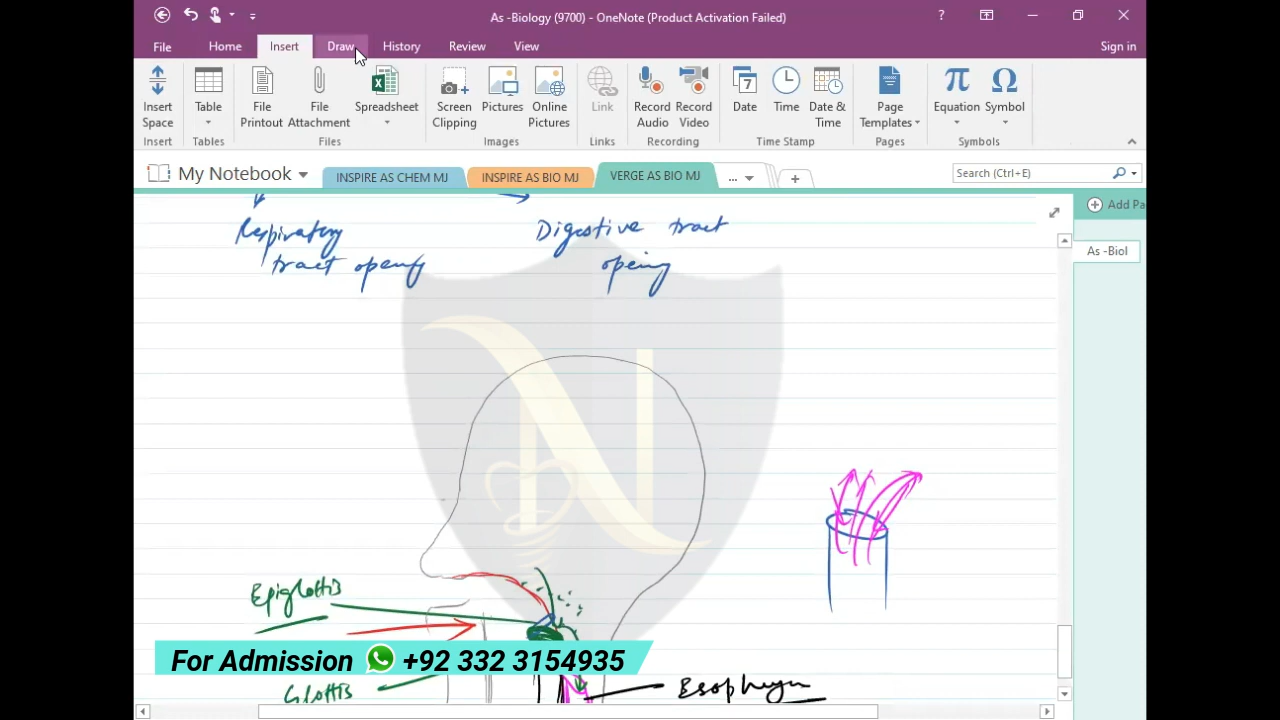 As -Biology (9700) - OneNote (Product Activation Failed)
?
File Home Insert Draw History Review View
Sign in
Insert Space
Table
File Printout
File Attachment
Spreadsheet
Screen Clipping
Pictures
Online Pictures
Link
Record Audio
Record Video
7
Date
Time
Date & Time
Page Templates
π
Equation
Ω
Symbol
Insert Tables Files Images Links Recording Time Stamp Pages Symbols
My Notebook
INSPIRE AS CHEM MJ
INSPIRE AS BIO MJ
VERGE AS BIO MJ
...
Search (Ctrl+E)
Add Pa
As -Biol
Respiratory
tract
Digestive tract
opeing
N
Epiglottis
For Admission +92 332 3154935
Glottis